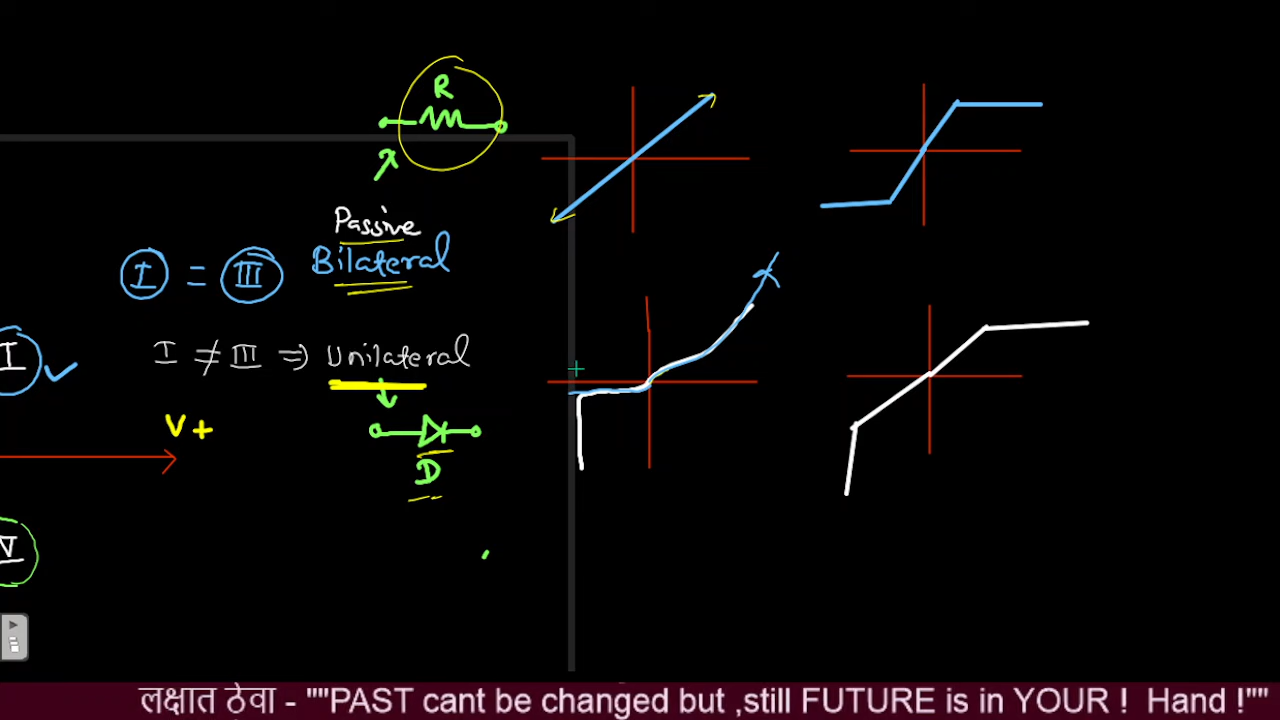 R
Passive
Bilateral
I = III
I ≠ III ⇒ Unilateral
I
V +
D
V
लक्षात ठेवा - ""PAST cant be changed but ,still FUTURE is in YOUR ! Hand !""